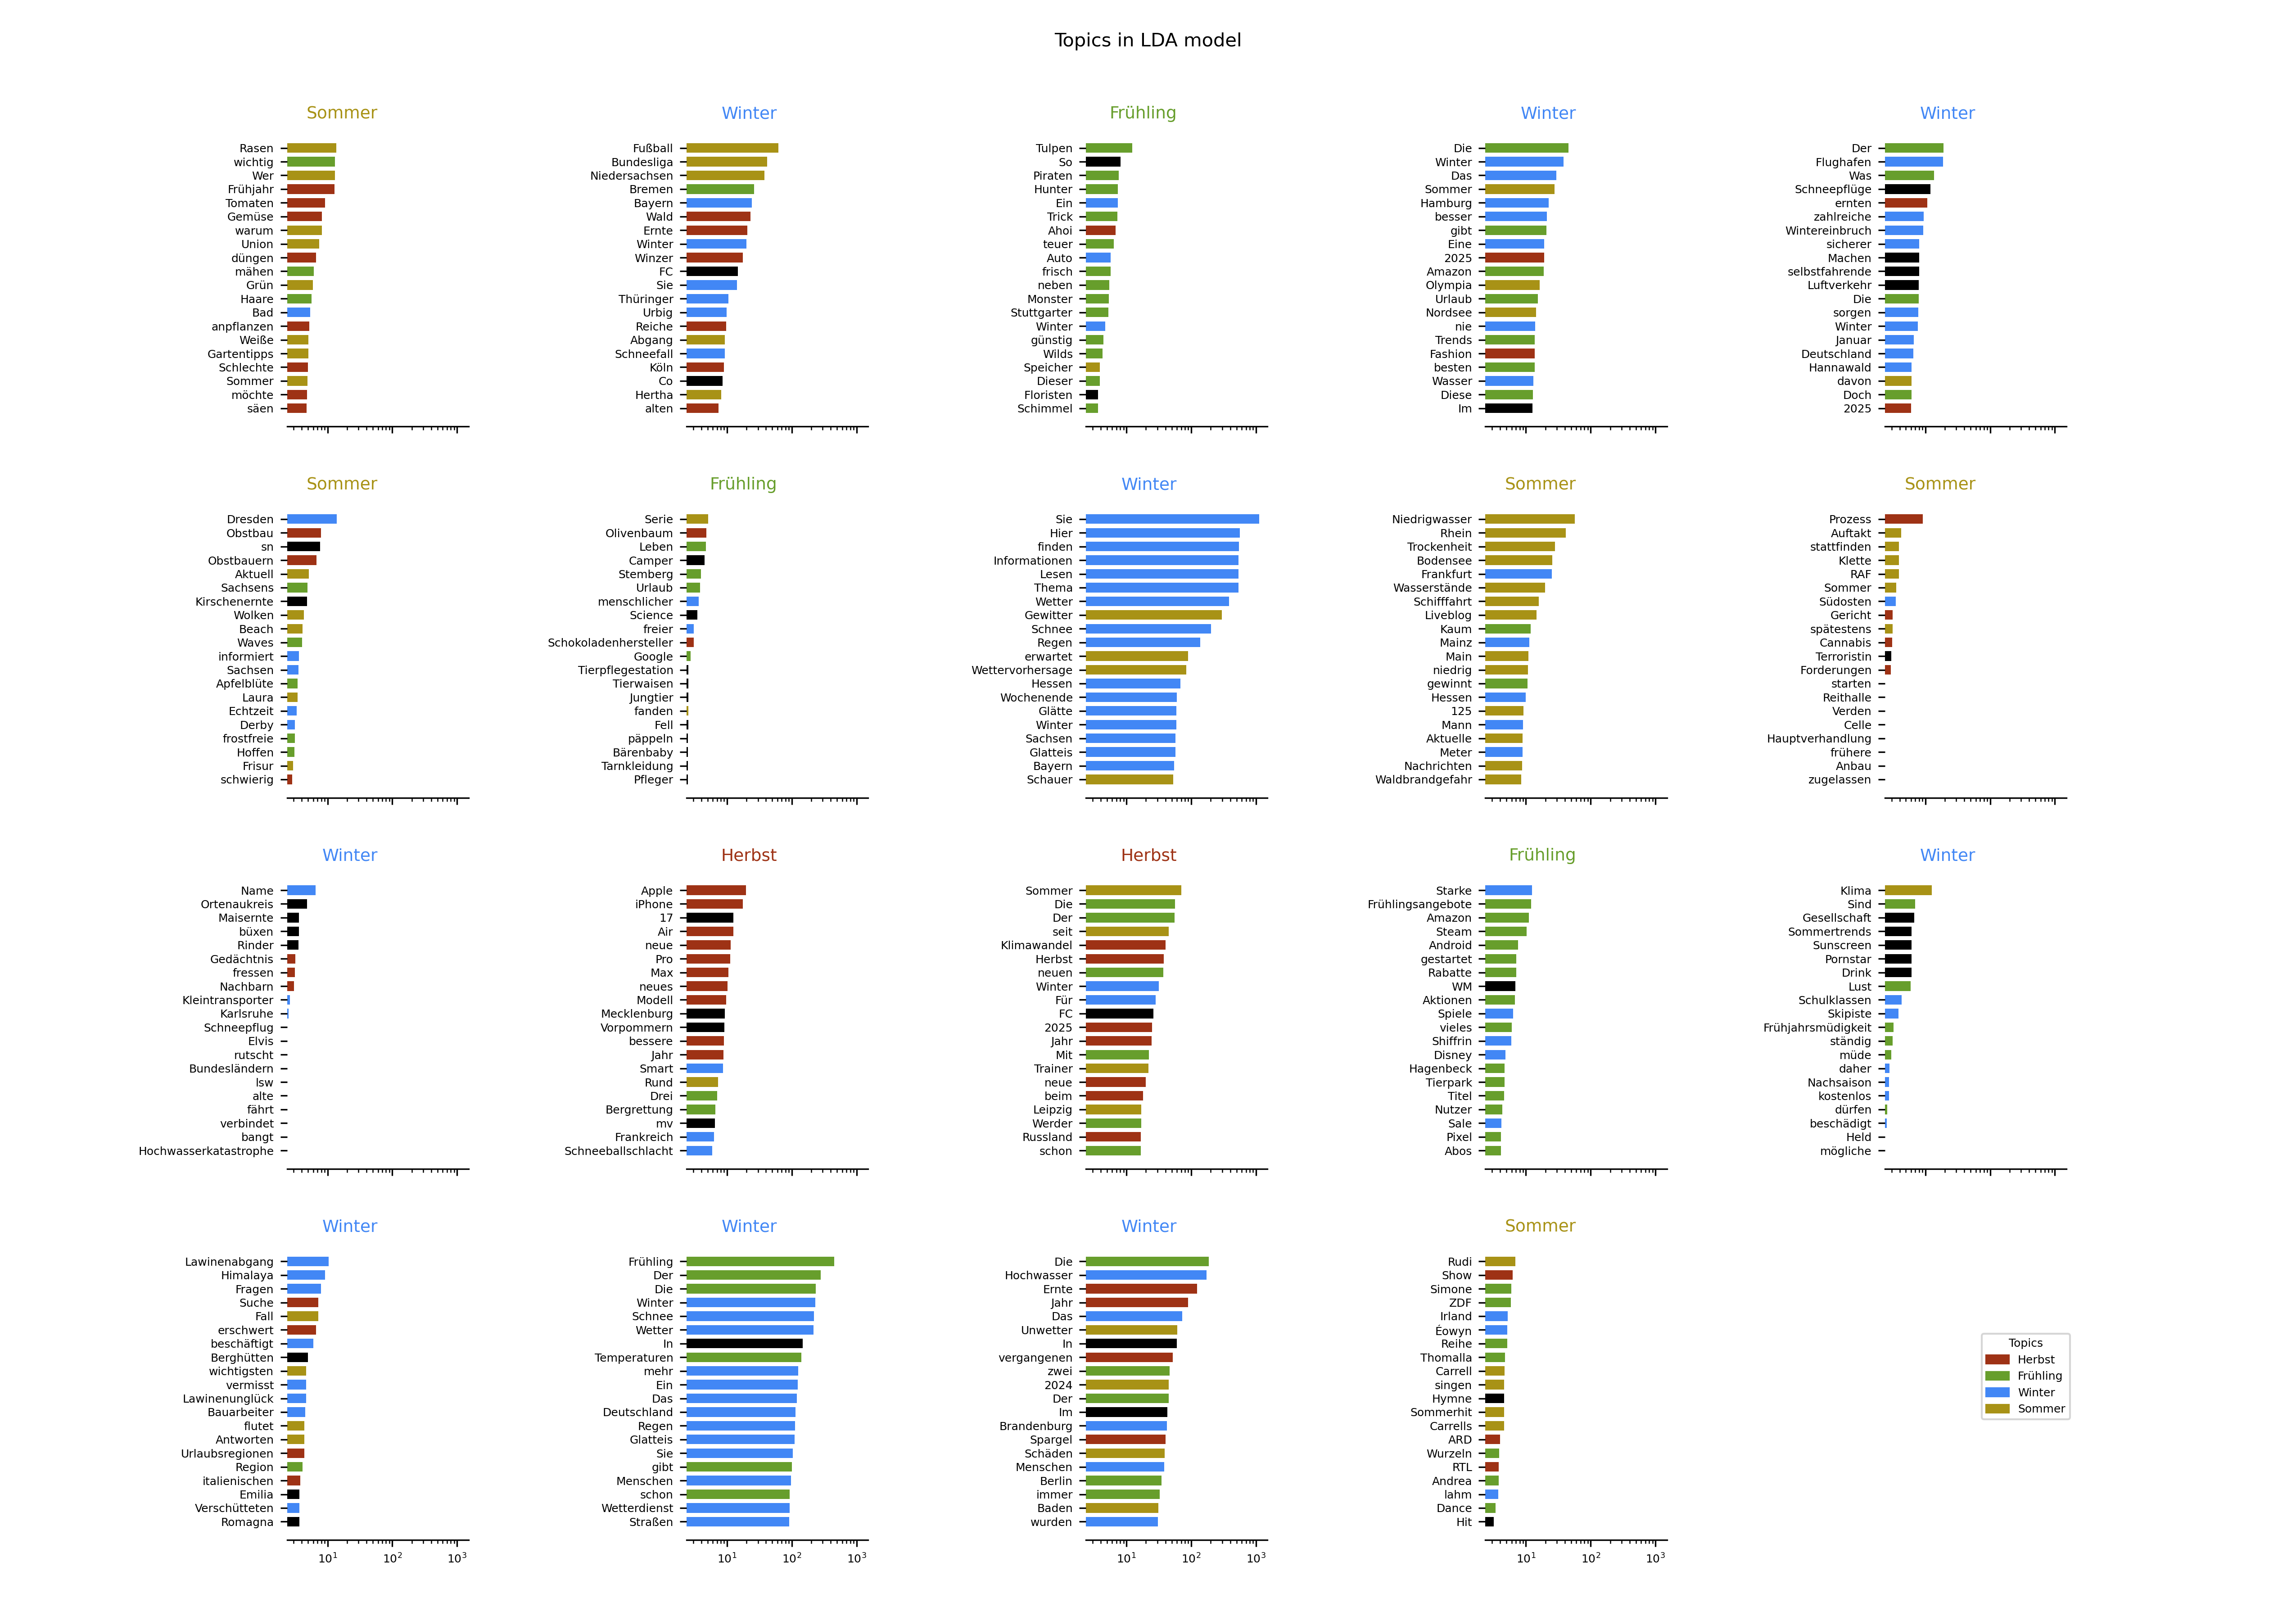 Topics in LDA model
Sommer
Rasen
wichtig
Wer
Frühjahr
Tomaten
Gemüse
warum
Union
düngen
mähen
Grün
Haare
Bad
anpflanzen
Weiße
Gartentipps
Schlechte
Sommer
möchte
säen
Winter
Fußball
Bundesliga
Niedersachsen
Bremen
Bayern
Wald
Ernte
Winter
Winzer
FC
Sie
Thüringer
Urbig
Reiche
Abgang
Schneefall
Köln
Co
Hertha
alten
Frühling
Tulpen
So
Piraten
Hunter
Ein
Trick
Ahoi
teuer
Auto
frisch
neben
Monster
Stuttgarter
Winter
günstig
Wilds
Speicher
Dieser
Floristen
Schimmel
Winter
Die
Winter
Das
Sommer
Hamburg
besser
gibt
Eine
2025
Amazon
Olympia
Urlaub
Nordsee
nie
Trends
Fashion
besten
Wasser
Diese
Im
Winter
Der
Flughafen
Was
Schneepflüge
ernten
zahlreiche
Wintereinbruch
sicherer
Machen
selbstfahrende
Luftverkehr
Die
sorgen
Winter
Januar
Deutschland
Hannawald
davon
Doch
2025
Sommer
Dresden
Obstbau
sn
Obstbauern
Aktuell
Sachsens
Kirschenernte
Wolken
Beach
Waves
informiert
Sachsen
Apfelblüte
Laura
Echtzeit
Derby
frostfreie
Hoffen
Frisur
schwierig
Frühling
Serie
Olivenbaum
Leben
Camper
Stemberg
Urlaub
menschlicher
Science
freier
Schokoladenhersteller
Google
Tierpflegestation
Tierwaisen
Jungtier
fanden
Fell
päppeln
Bärenbaby
Tarnkleidung
Pfleger
Winter
Sie
Hier
finden
Informationen
Lesen
Thema
Wetter
Gewitter
Schnee
Regen
erwartet
Wettervorhersage
Hessen
Wochenende
Glätte
Winter
Sachsen
Glatteis
Bayern
Schauer
Sommer
Niedrigwasser
Rhein
Trockenheit
Bodensee
Frankfurt
Wasserstände
Schifffahrt
Liveblog
Kaum
Mainz
Main
niedrig
gewinnt
Hessen
125
Mann
Aktuelle
Meter
Nachrichten
Waldbrandgefahr
Sommer
Prozess
Auftakt
stattfinden
Klette
RAF
Sommer
Südosten
Gericht
spätestens
Cannabis
Terroristin
Forderungen
starten
Reithalle
Verden
Celle
Hauptverhandlung
frühere
Anbau
zugelassen
Winter
Name
Ortenaukreis
Maisernte
büxen
Rinder
Gedächtnis
fressen
Nachbarn
Kleintransporter
Karlsruhe
Schneepflug
Elvis
rutscht
Bundesländern
lsw
alte
fährt
verbindet
bangt
Hochwasserkatastrophe
Herbst
Apple
iPhone
17
Air
neue
Pro
Max
neues
Modell
Mecklenburg
Vorpommern
bessere
Jahr
Smart
Rund
Drei
Bergrettung
mv
Frankreich
Schneeballschlacht
Herbst
Sommer
Die
Der
seit
Klimawandel
Herbst
neuen
Winter
Für
FC
2025
Jahr
Mit
Trainer
neue
beim
Leipzig
Werder
Russland
schon
Frühling
Starke
Frühlingsangebote
Amazon
Steam
Android
gestartet
Rabatte
WM
Aktionen
Spiele
vieles
Shiffrin
Disney
Hagenbeck
Tierpark
Titel
Nutzer
Sale
Pixel
Abos
Winter
Klima
Sind
Gesellschaft
Sommertrends
Sunscreen
Pornstar
Drink
Lust
Schulklassen
Skipiste
Frühjahrsmüdigkeit
ständig
müde
daher
Nachsaison
kostenlos
dürfen
beschädigt
Held
mögliche
Winter
Lawinenabgang
Himalaya
Fragen
Suche
Fall
erschwert
beschäftigt
Berghütten
wichtigsten
vermisst
Lawinenunglück
Bauarbeiter
flutet
Antworten
Urlaubsregionen
Region
italienischen
Emilia
Verschütteten
Romagna
10¹ 10² 10³
Winter
Frühling
Der
Die
Winter
Schnee
Wetter
In
Temperaturen
mehr
Ein
Das
Deutschland
Regen
Glatteis
Sie
gibt
Menschen
schon
Wetterdienst
Straßen
10¹ 10² 10³
Winter
Die
Hochwasser
Ernte
Jahr
Das
Unwetter
In
vergangenen
zwei
2024
Der
Im
Brandenburg
Spargel
Schäden
Menschen
Berlin
immer
Baden
wurden
10¹ 10² 10³
Sommer
Rudi
Show
Simone
ZDF
Irland
Éowyn
Reihe
Thomalla
Carrell
singen
Hymne
Sommerhit
Carrells
ARD
Wurzeln
RTL
Andrea
lahm
Dance
Hit
10¹ 10² 10³
Topics
Herbst
Frühling
Winter
Sommer